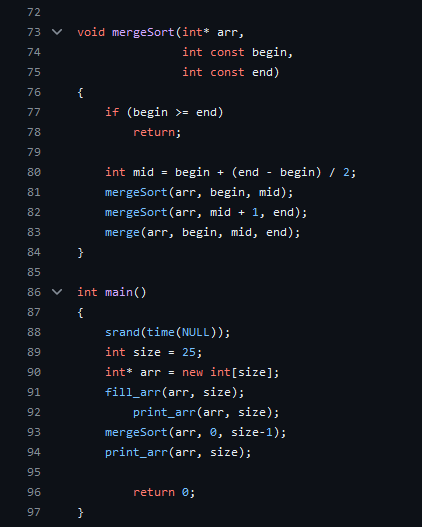 72
73 void mergeSort(int* arr,
74                int const begin,
75                int const end)
76 {
77     if (begin >= end)
78         return;
79
80     int mid = begin + (end - begin) / 2;
81     mergeSort(arr, begin, mid);
82     mergeSort(arr, mid + 1, end);
83     merge(arr, begin, mid, end);
84 }
85
86 int main()
87 {
88     srand(time(NULL));
89     int size = 25;
90     int* arr = new int[size];
91     fill_arr(arr, size);
92         print_arr(arr, size);
93     mergeSort(arr, 0, size-1);
94     print_arr(arr, size);
95
96         return 0;
97 }